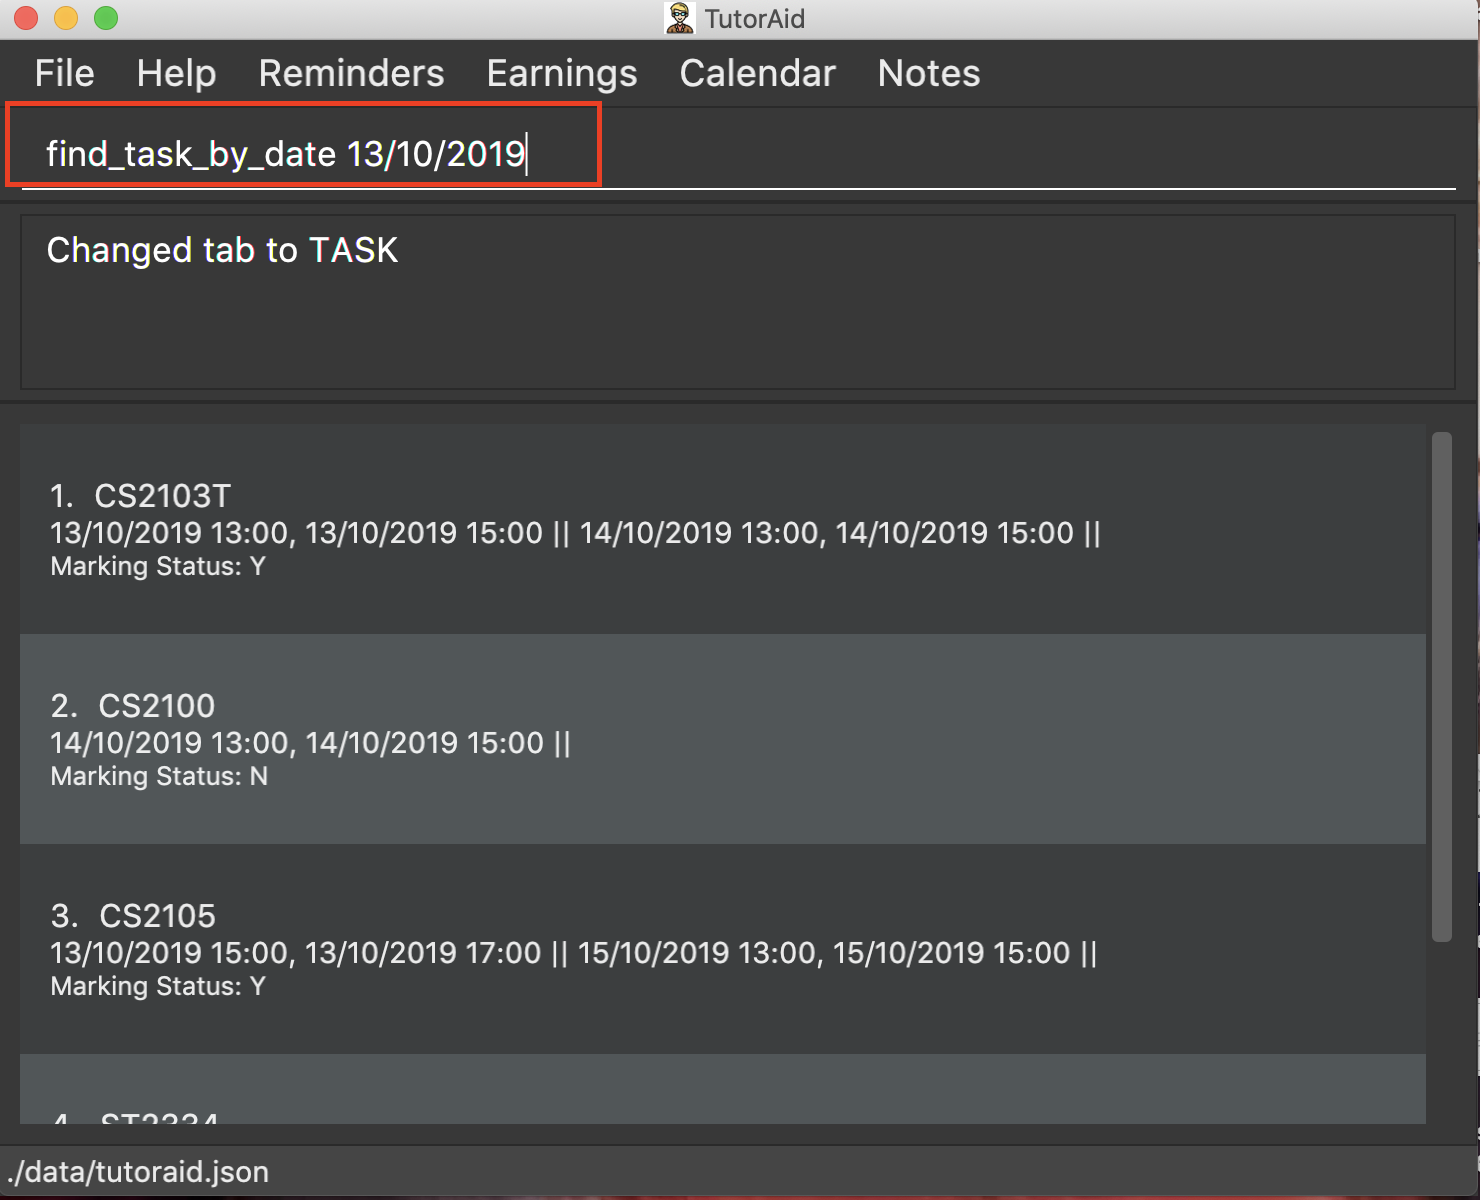 TutorAid
File Help Reminders Earnings Calendar Notes
find_task_by_date 13/10/2019
Changed tab to TASK
1. CS2103T
13/10/2019 13:00, 13/10/2019 15:00 || 14/10/2019 13:00, 14/10/2019 15:00 ||
Marking Status: Y
2. CS2100
14/10/2019 13:00, 14/10/2019 15:00 ||
Marking Status: N
3. CS2105
13/10/2019 15:00, 13/10/2019 17:00 || 15/10/2019 13:00, 15/10/2019 15:00 ||
Marking Status: Y
4. ST2334
./data/tutoraid.json